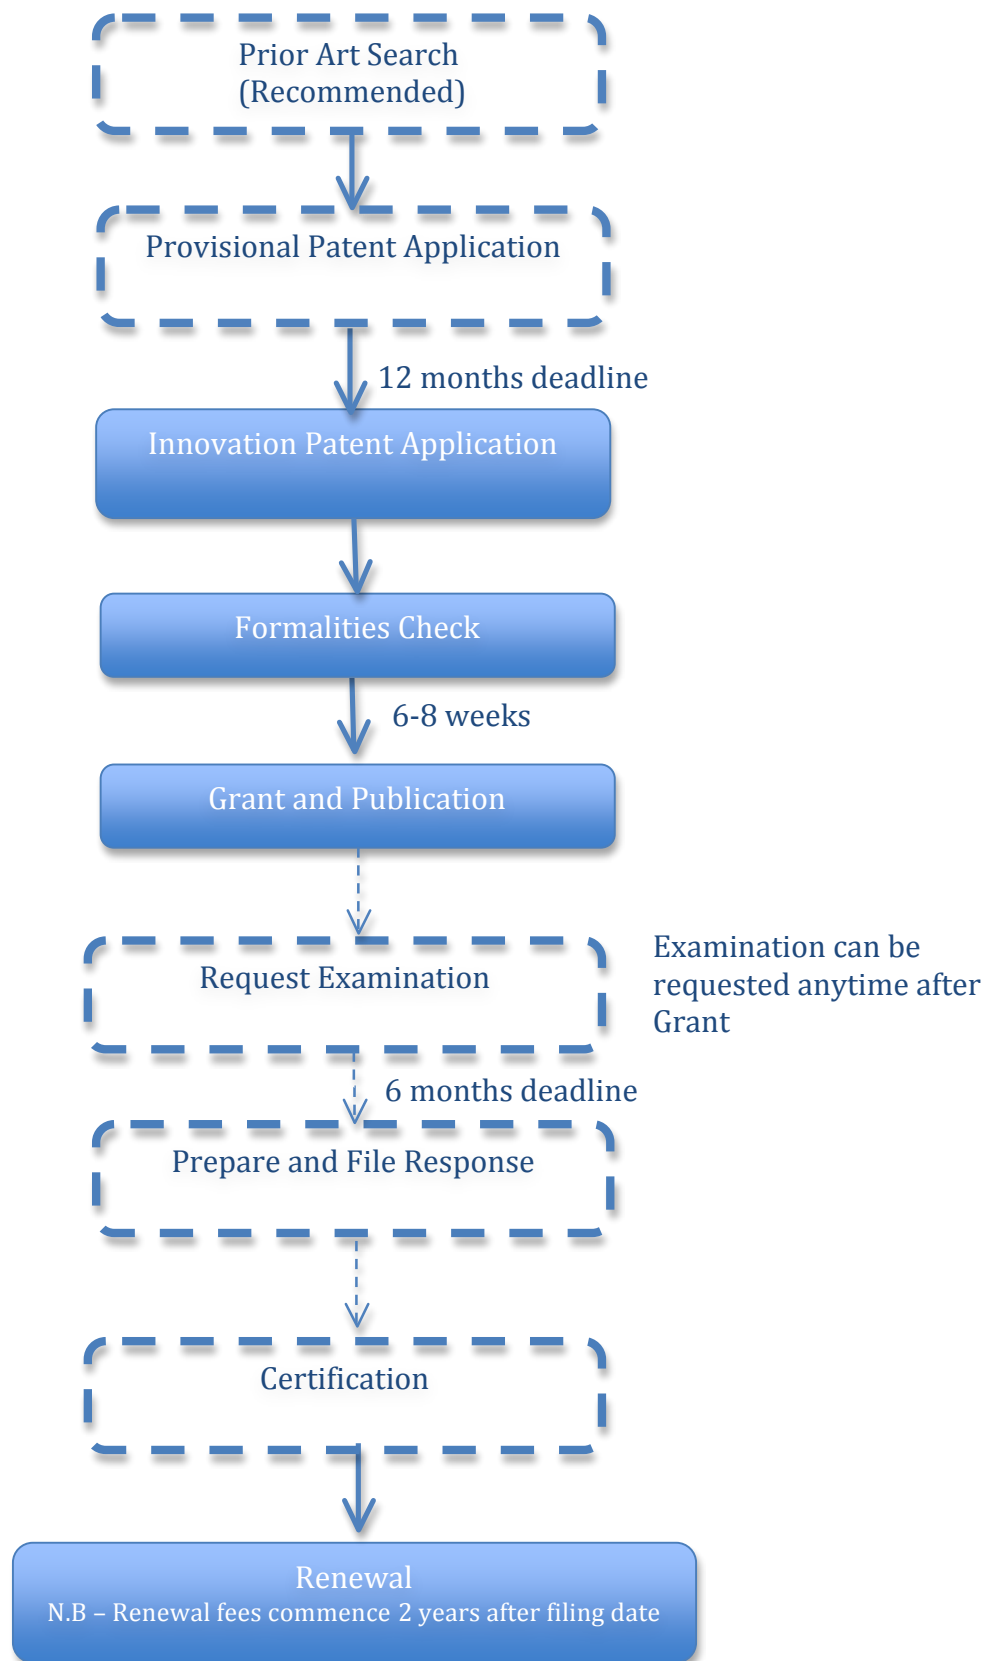 Prior Art Search
(Recommended)
Provisional Patent Application
12 months deadline
Innovation Patent Application
Formalities Check
6-8 weeks
Grant and Publication
Request Examination
Examination can be
requested anytime after
Grant
6 months deadline
Prepare and File Response
Certification
Renewal
N.B – Renewal fees commence 2 years after filing date